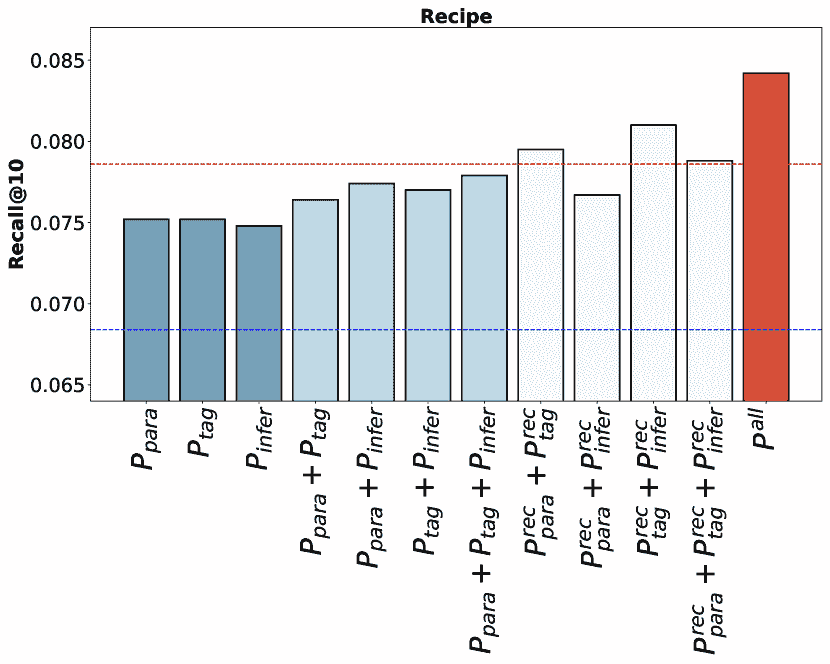 Recipe
Recall@10
0.085
0.080
0.075
0.070
0.065
P_para
P_tag
P_infer
P_para + P_tag
P_para + P_infer
P_tag + P_infer
P_para + P_tag + P_infer
P^rec_para + P^rec_tag
P^rec_para + P^rec_infer
P^rec_tag + P^rec_infer
P^rec_para + P^rec_tag + P^rec_infer
P^all